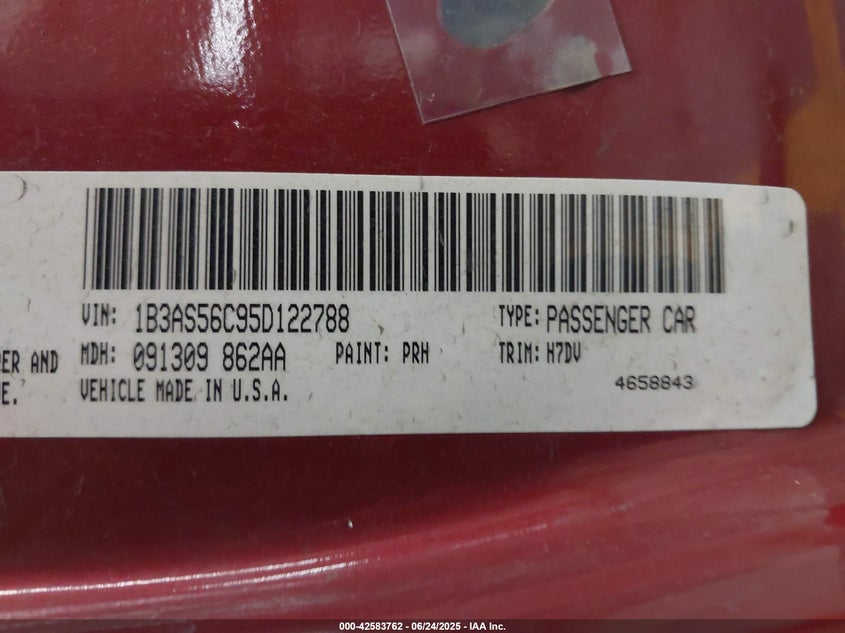 VIN: 1B3AS56C95D122788 TYPE: PASSENGER CAR
ER AND MDH: 091309 862AA PAINT: PRH TRIM: H7DV
E. VEHICLE MADE IN U.S.A. 4658843
000-42583762 - 06/24/2025 - IAA Inc.